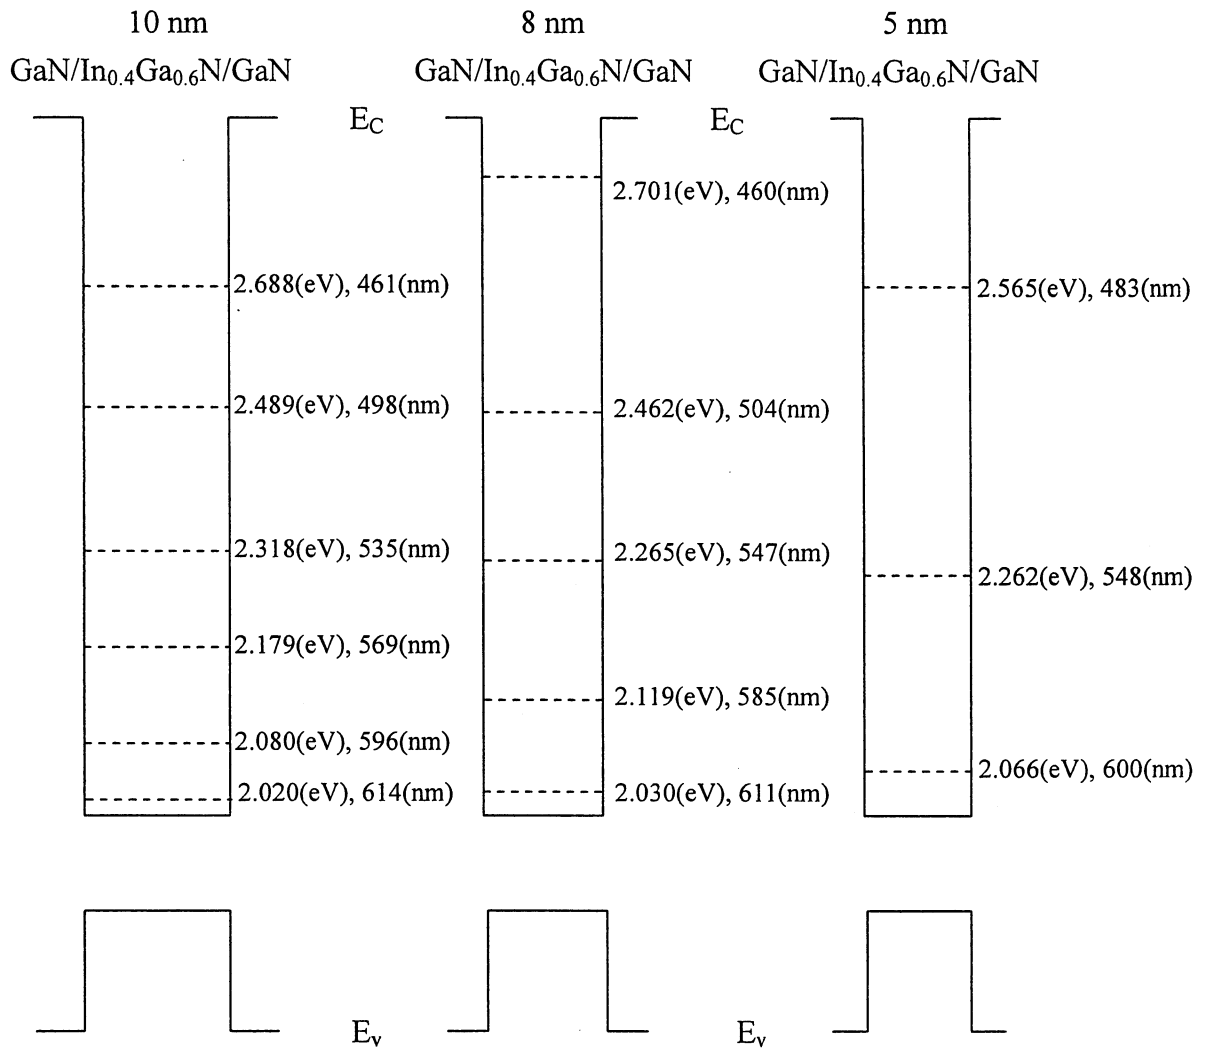 10 nm
GaN/In0.4Ga0.6N/GaN
8 nm
GaN/In0.4Ga0.6N/GaN
5 nm
GaN/In0.4Ga0.6N/GaN
EC
EC
2.688(eV), 461(nm)
2.489(eV), 498(nm)
2.318(eV), 535(nm)
2.179(eV), 569(nm)
2.080(eV), 596(nm)
2.020(eV), 614(nm)
2.701(eV), 460(nm)
2.462(eV), 504(nm)
2.265(eV), 547(nm)
2.119(eV), 585(nm)
2.030(eV), 611(nm)
2.565(eV), 483(nm)
2.262(eV), 548(nm)
2.066(eV), 600(nm)
Ev
Ev